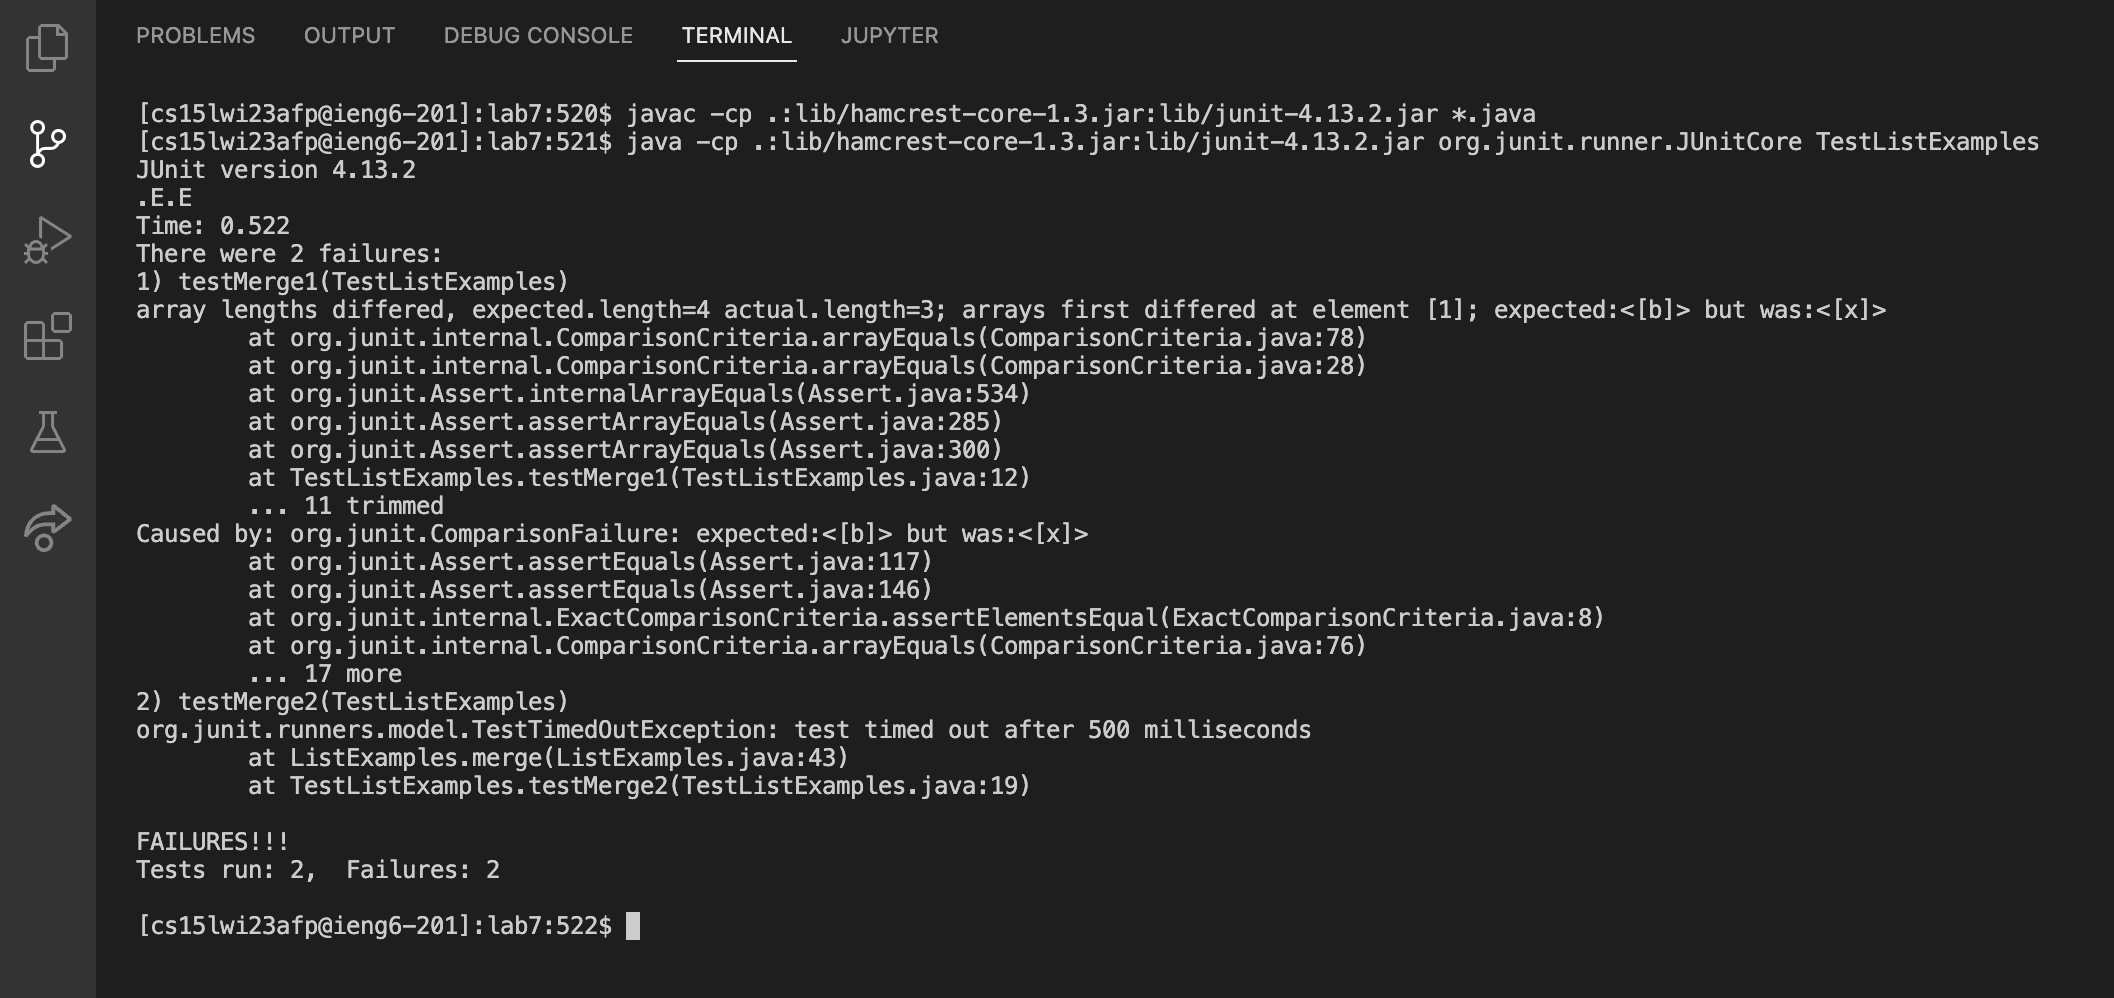 PROBLEMS OUTPUT DEBUG CONSOLE TERMINAL JUPYTER
[cs15lwi23afp@ieng6-201]:lab7:520$ javac -cp .:lib/hamcrest-core-1.3.jar:lib/junit-4.13.2.jar *.java
[cs15lwi23afp@ieng6-201]:lab7:521$ java -cp .:lib/hamcrest-core-1.3.jar:lib/junit-4.13.2.jar org.junit.runner.JUnitCore TestListExamples
JUnit version 4.13.2
.E.E
Time: 0.522
There were 2 failures:
1) testMerge1(TestListExamples)
array lengths differed, expected.length=4 actual.length=3; arrays first differed at element [1]; expected:<[b]> but was:<[x]>
        at org.junit.internal.ComparisonCriteria.arrayEquals(ComparisonCriteria.java:78)
        at org.junit.internal.ComparisonCriteria.arrayEquals(ComparisonCriteria.java:28)
        at org.junit.Assert.internalArrayEquals(Assert.java:534)
        at org.junit.Assert.assertArrayEquals(Assert.java:285)
        at org.junit.Assert.assertArrayEquals(Assert.java:300)
        at TestListExamples.testMerge1(TestListExamples.java:12)
        ... 11 trimmed
Caused by: org.junit.ComparisonFailure: expected:<[b]> but was:<[x]>
        at org.junit.Assert.assertEquals(Assert.java:117)
        at org.junit.Assert.assertEquals(Assert.java:146)
        at org.junit.internal.ExactComparisonCriteria.assertElementsEqual(ExactComparisonCriteria.java:8)
        at org.junit.internal.ComparisonCriteria.arrayEquals(ComparisonCriteria.java:76)
        ... 17 more
2) testMerge2(TestListExamples)
org.junit.runners.model.TestTimedOutException: test timed out after 500 milliseconds
        at ListExamples.merge(ListExamples.java:43)
        at TestListExamples.testMerge2(TestListExamples.java:19)
FAILURES!!!
Tests run: 2,  Failures: 2
[cs15lwi23afp@ieng6-201]:lab7:522$